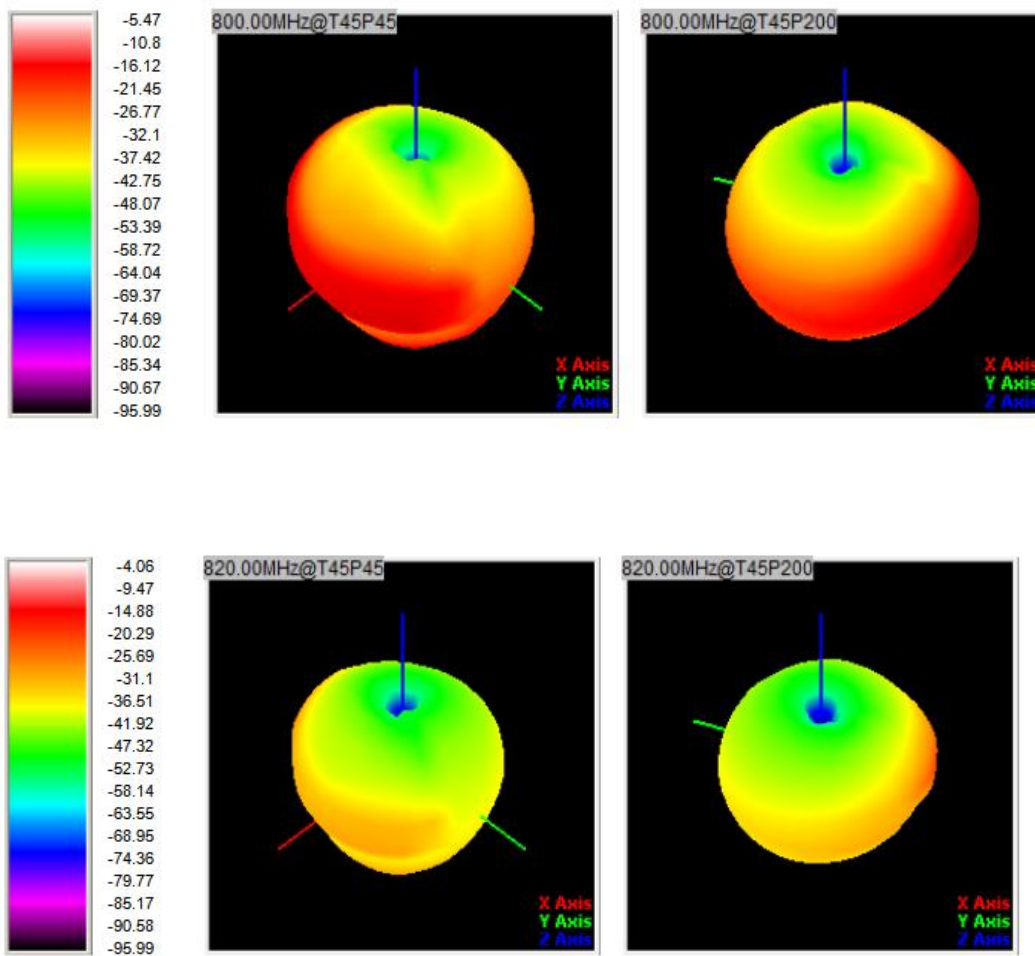 -5.47
-10.8
-16.12
-21.45
-26.77
-32.1
-37.42
-42.75
-48.07
-53.39
-58.72
-64.04
-69.37
-74.69
-80.02
-85.34
-90.67
-95.99
800.00MHz@T45P45
X Axis
Y Axis
Z Axis
800.00MHz@T45P200
X Axis
Y Axis
Z Axis
-4.06
-9.47
-14.88
-20.29
-25.69
-31.1
-36.51
-41.92
-47.32
-52.73
-58.14
-63.55
-68.95
-74.36
-79.77
-85.17
-90.58
-95.99
820.00MHz@T45P45
X Axis
Y Axis
Z Axis
820.00MHz@T45P200
X Axis
Y Axis
Z Axis